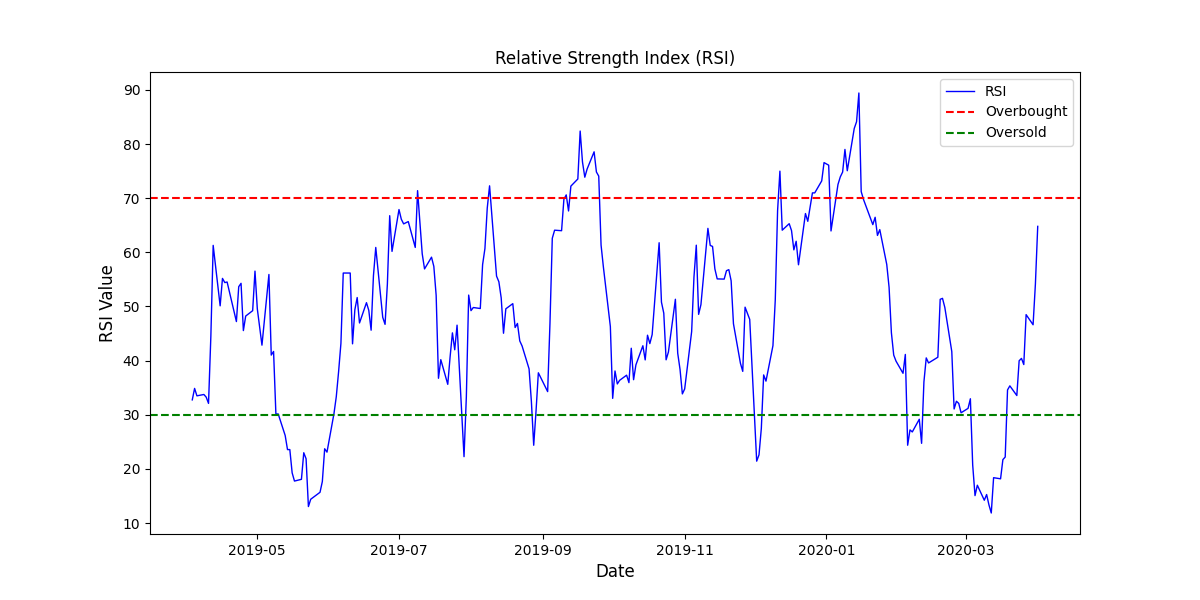 Relative Strength Index (RSI)
RSI
Overbought
Oversold
RSI Value
90
80
70
60
50
40
30
20
10
2019-05
2019-07
2019-09
2019-11
2020-01
2020-03
Date